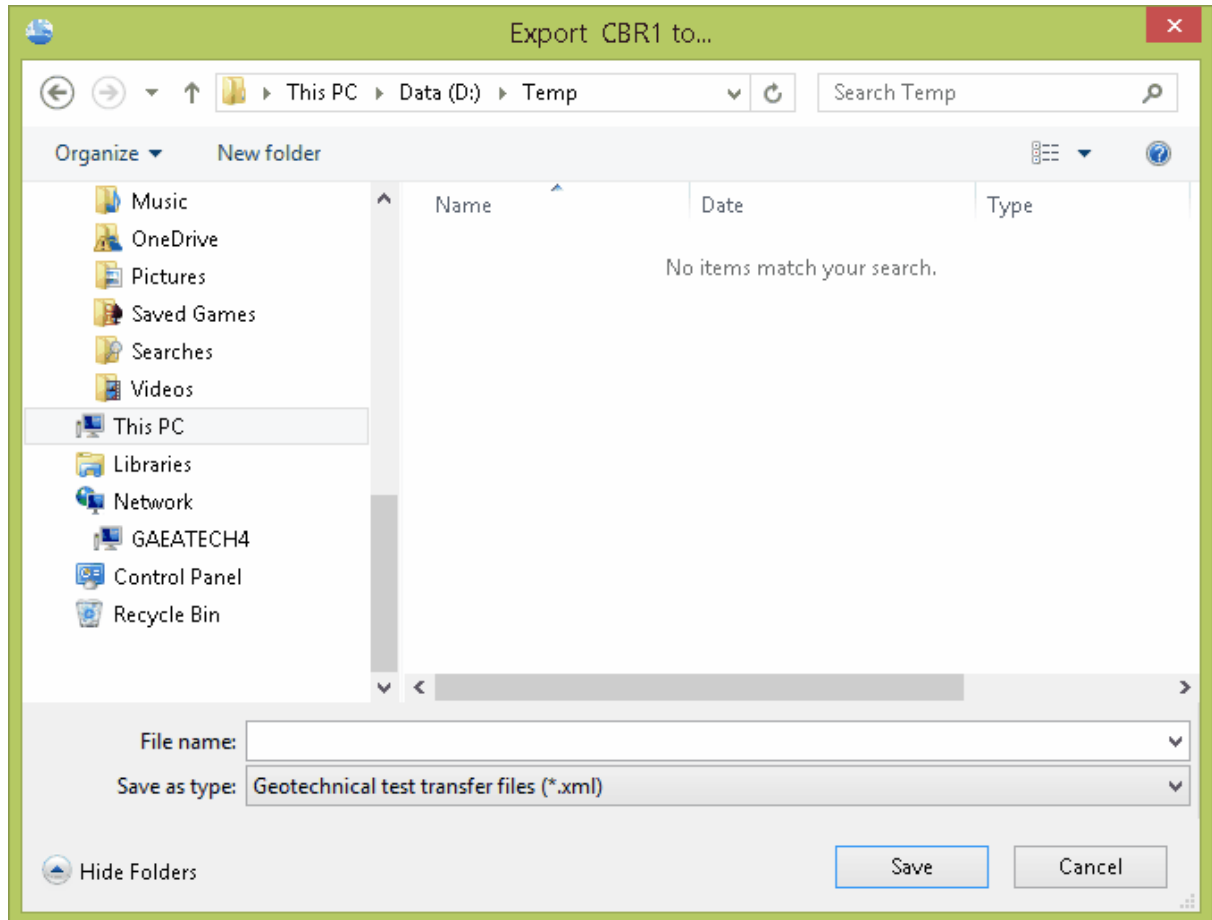 Export CBR1 to...
This PC Data (D:) Temp Search Temp
Organize New folder
Name Date Type
No items match your search.
Music
OneDrive
Pictures
Saved Games
Searches
Videos
This PC
Libraries
Network
GAEATECH4
Control Panel
Recycle Bin
File name:
Save as type: Geotechnical test transfer files (*.xml)
Hide Folders Save Cancel